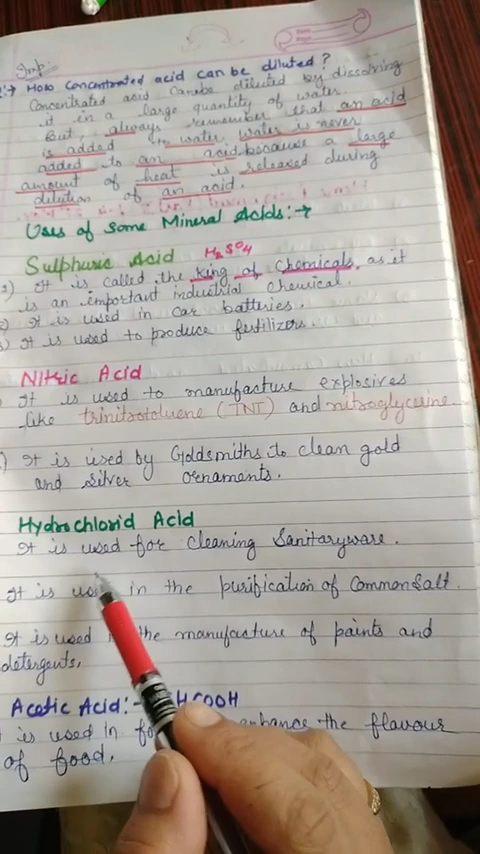 Imp:
How Concentrated acid can be diluted?
Concentrated acid can be diluted by dissolving
it in a large quantity of water.
But, always remember that an acid
is added to water, water is never
added to an acid because a large
amount of heat is released during
dilution of an acid.
Uses of Some Mineral Acids:→
Sulphuric Acid H2SO4
1) It is called the king of Chemicals, as it
is an important industrial chemical.
2) It is used in car batteries.
3) It is used to produce fertilizers.
Nitric Acid
It is used to manufacture explosives
like trinitrotoluene (TNT) and nitroglycerine.
) It is used by Goldsmiths to clean gold
and silver ornaments.
Hydrochloric Acid
It is used for cleaning Sanitaryware.
It is used in the purification of Common Salt.
It is used the manufacture of paints and
detergents.
Acetic Acid:- HCOOH
is used in enhance the flavour
of food.